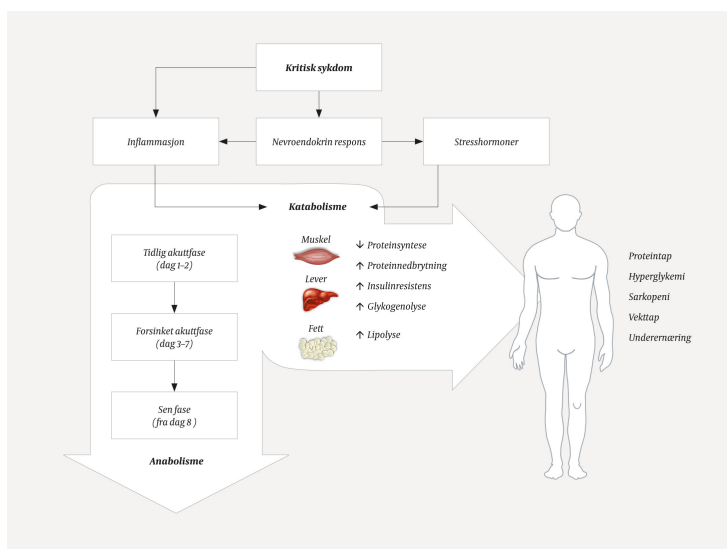 Kritisk sykdom
Inflammasjon
Nevroendokrin respons
Stresshormoner
Katabolisme
Tidlig akuttfase
(dag 1–2)
Forsinket akuttfase
(dag 3–7)
Sen fase
(fra dag 8 )
Anabolisme
Muskel
↓ Proteinsyntese
↑ Proteinnedbrytning
Lever
↑ Insulinresistens
↑ Glykogenolyse
Fett
↑ Lipolyse
Proteintap
Hyperglykemi
Sarkopeni
Vekttap
Underernæring